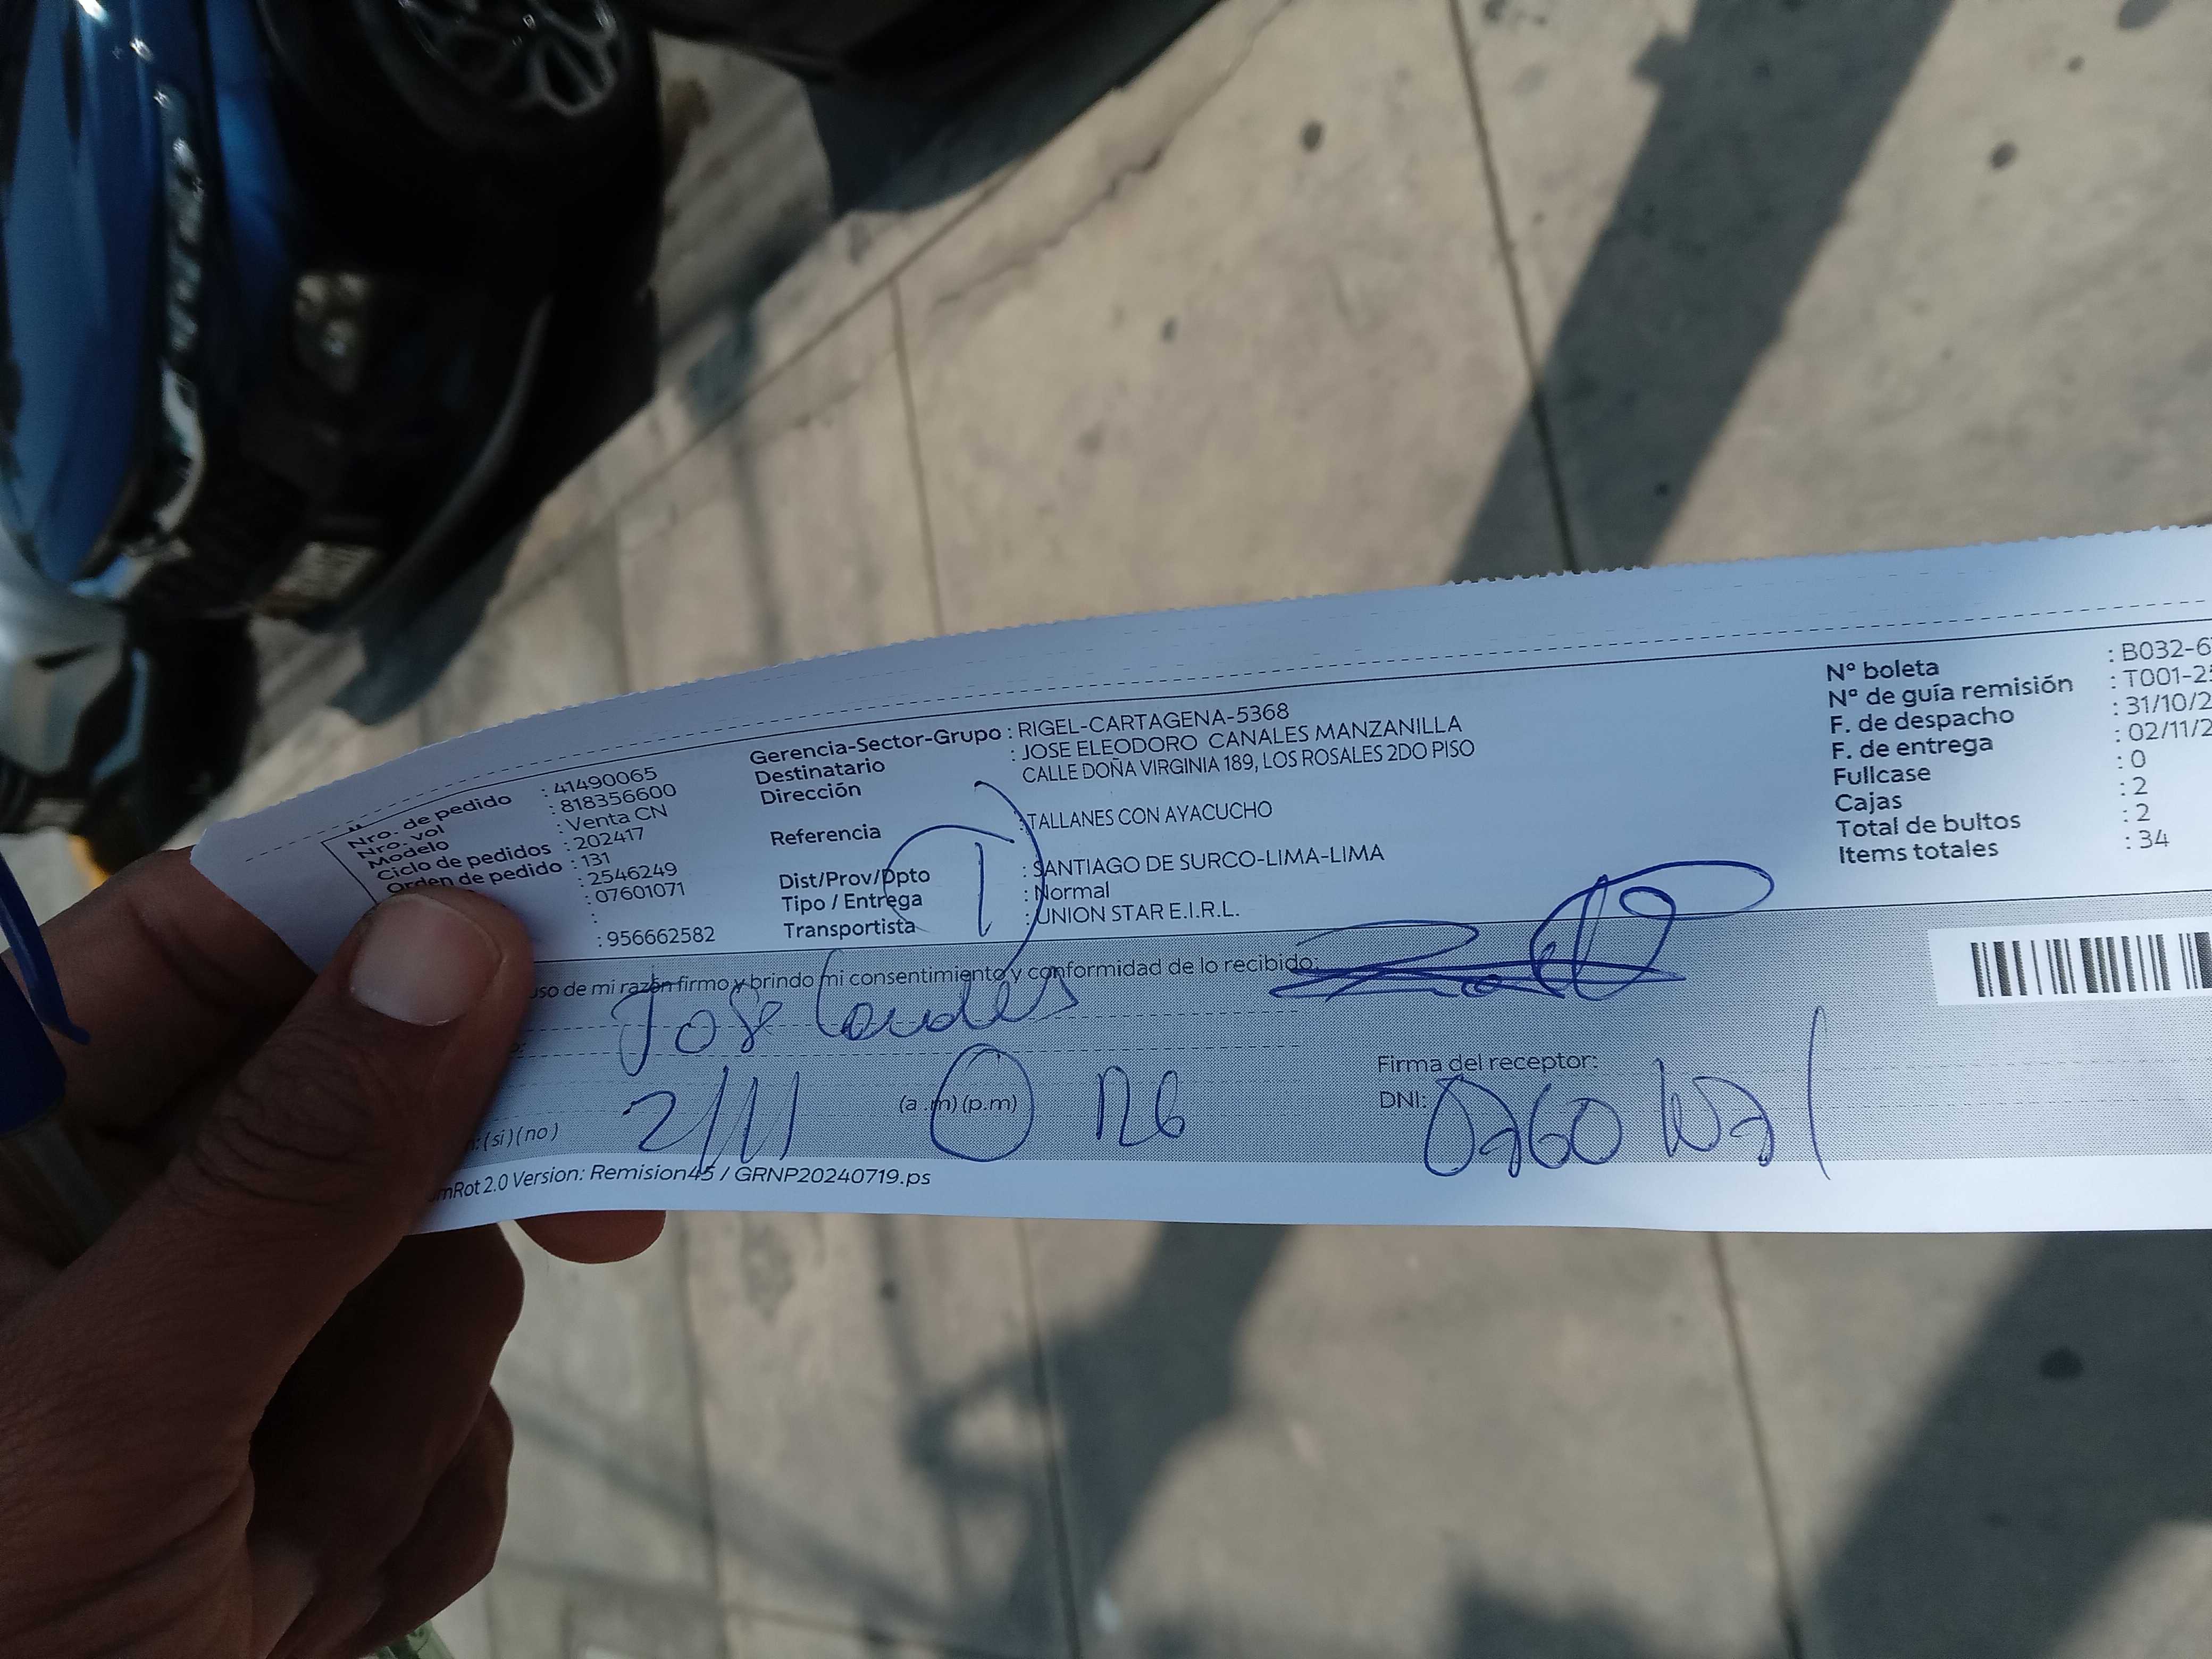 Nro. de pedido : 41490065
Nro. vol : 818356600
Modelo : Venta CN
Ciclo de pedidos : 202417
Orden de pedido : 131
: 2546249
: 07601071
:
: 956662582
Gerencia-Sector-Grupo : RIGEL-CARTAGENA-5368
Destinatario : JOSE ELEODORO CANALES MANZANILLA
Dirección CALLE DOÑA VIRGINIA 189, LOS ROSALES 2DO PISO
Referencia : TALLANES CON AYACUCHO
Dist/Prov/Dpto : SANTIAGO DE SURCO-LIMA-LIMA
Tipo / Entrega : Normal
Transportista : UNION STAR E.I.R.L.
N° boleta : B032-6
N° de guía remisión : T001-2
F. de despacho : 31/10/2
F. de entrega : 02/11/2
Fullcase : 0
Cajas : 2
Total de bultos : 2
Items totales : 34
uso de mi razón firmo y brindo mi consentimiento y conformidad de lo recibido:
Jose Canales
Firma del receptor:
2/11 (a.m) (p.m)
DNI: 07601071
n: (si) (no)
mRot 2.0 Version: Remision45 / GRNP20240719.ps